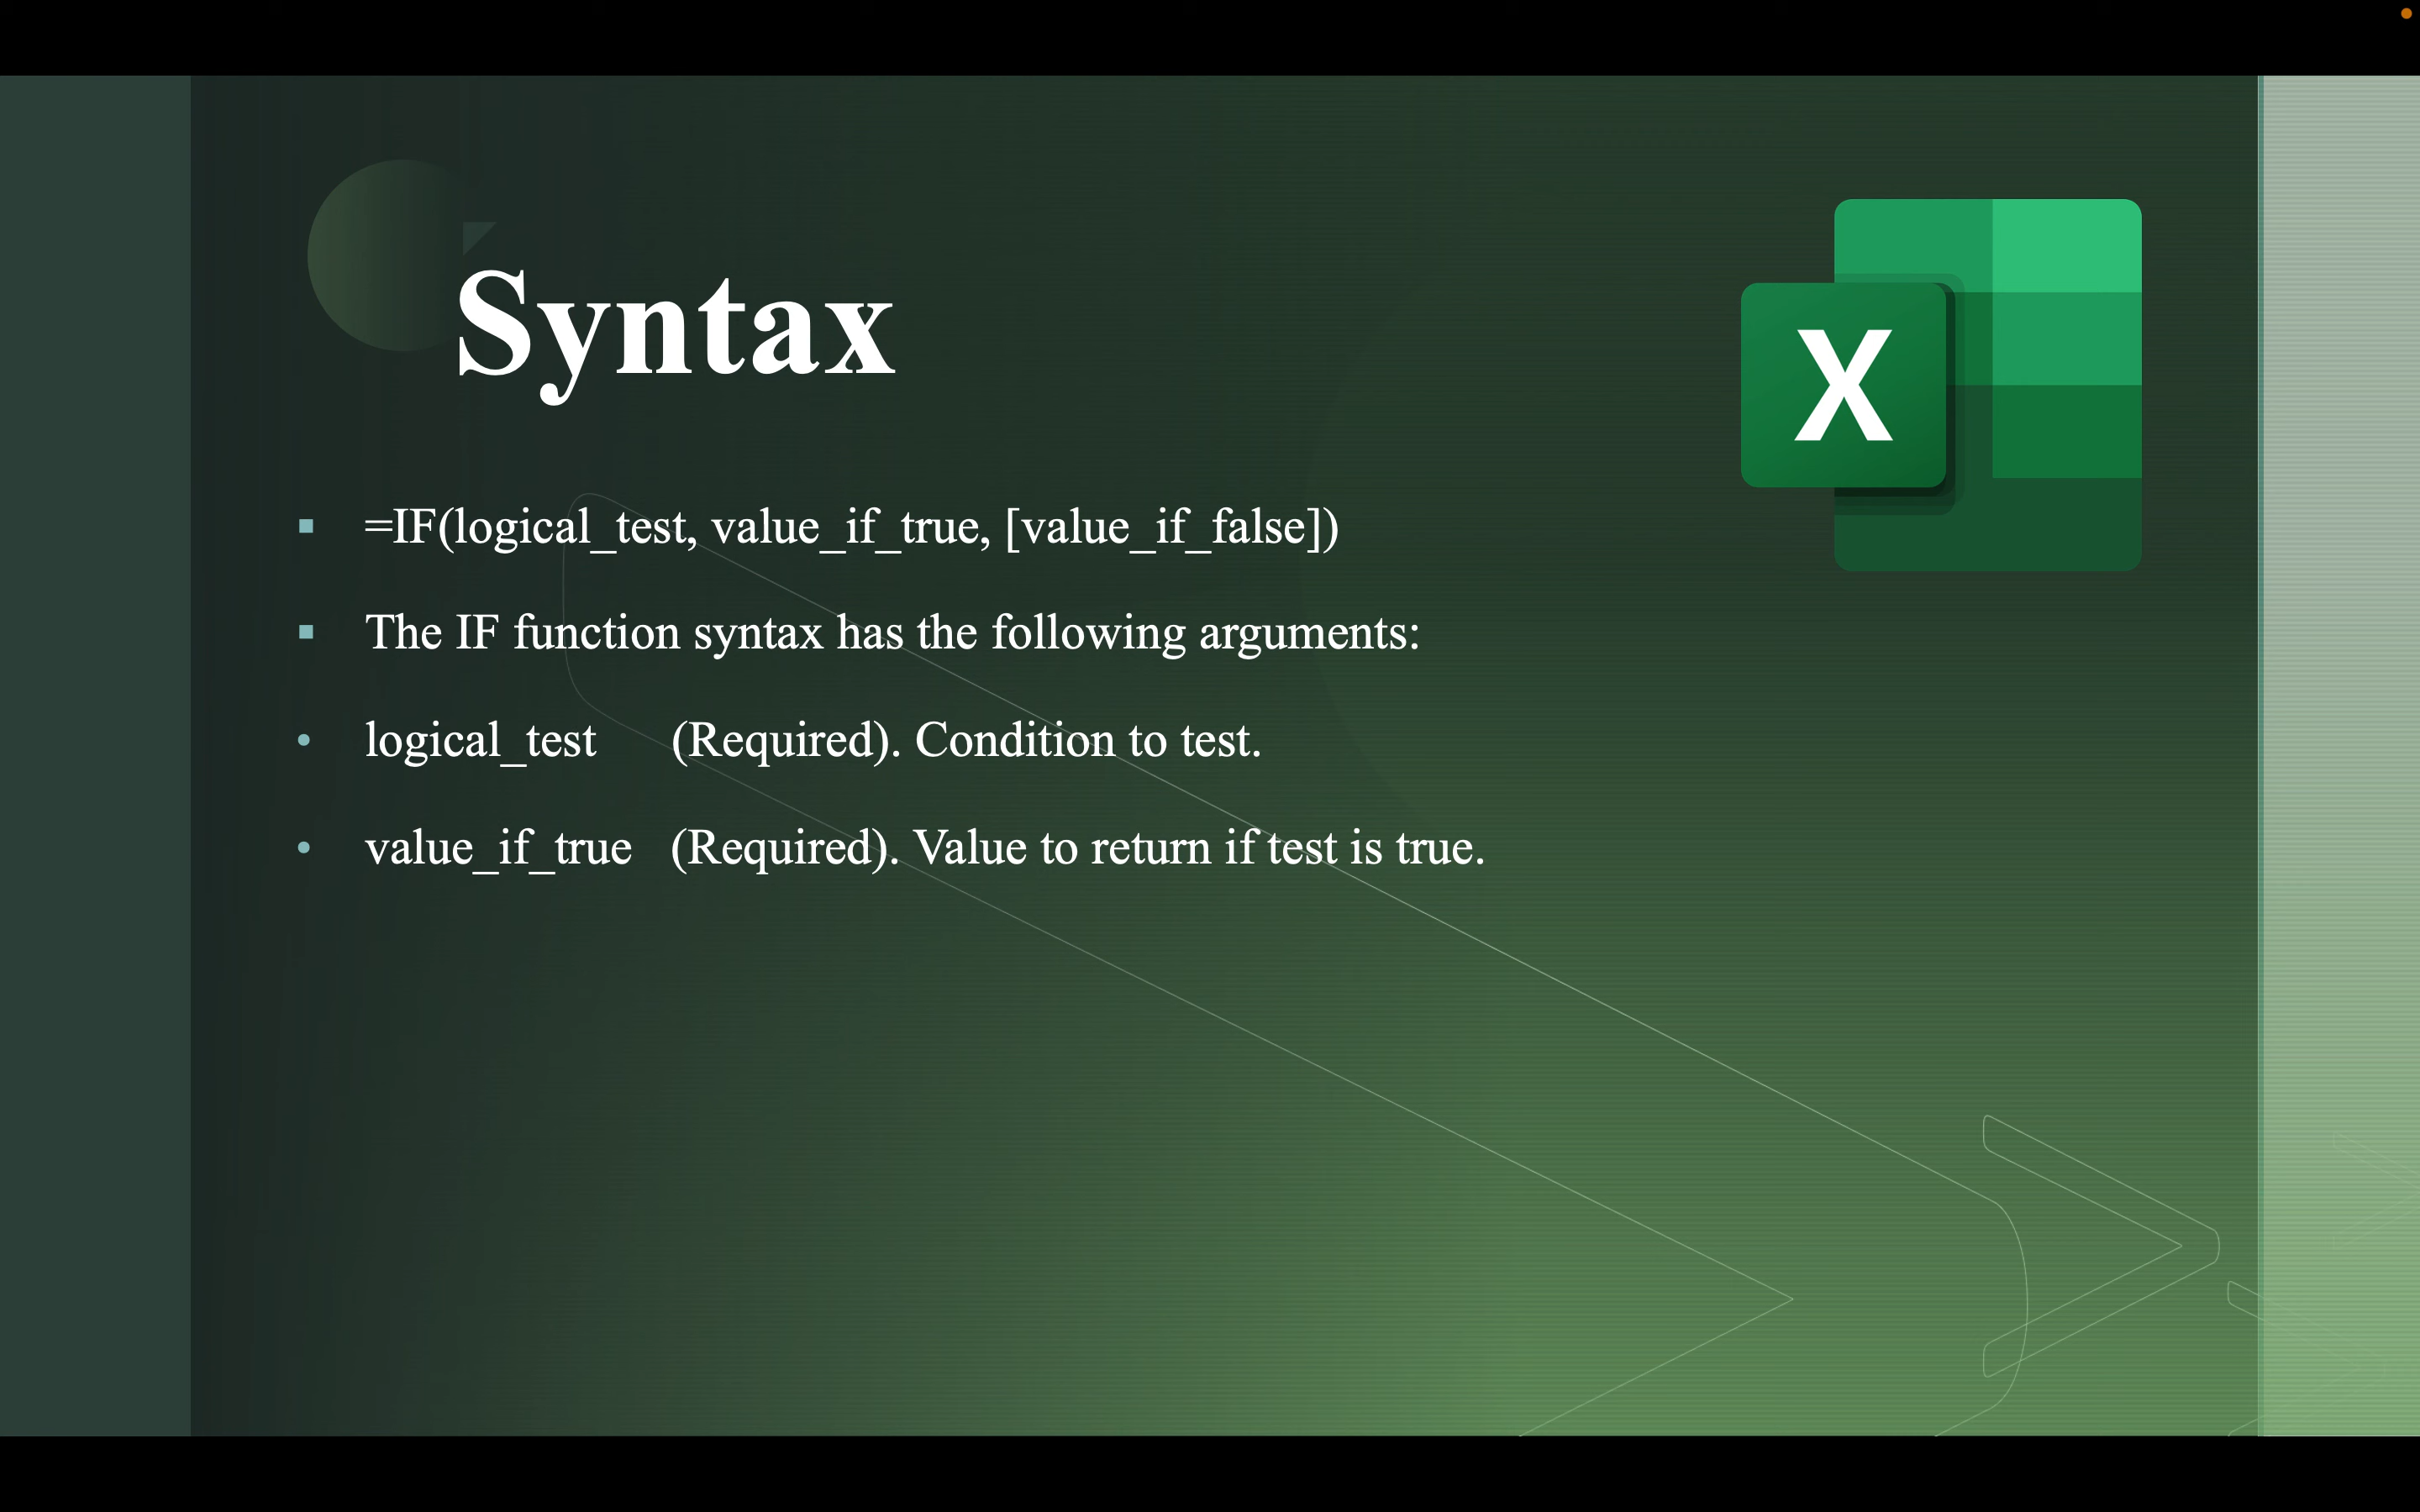 Syntax
X
=IF(logical_test, value_if_true, [value_if_false])
The IF function syntax has the following arguments:
logical_test (Required). Condition to test.
value_if_true (Required). Value to return if test is true.